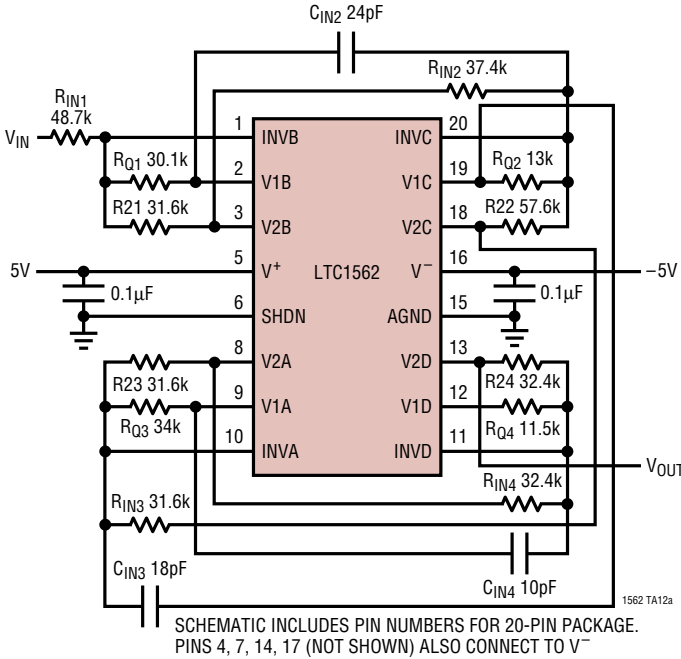 CIN2 24pF
RIN2 37.4k
RIN1
48.7k
VIN
1 INVB INVC 20
RQ1 30.1k 2 V1B V1C 19 RQ2 13k
R21 31.6k 3 V2B V2C 18 R22 57.6k
5V 5 V+ LTC1562 V− 16 −5V
0.1µF 6 SHDN AGND 15 0.1µF
8 V2A V2D 13
R23 31.6k 9 V1A V1D 12 R24 32.4k
RQ3 34k 10 INVA INVD 11 RQ4 11.5k
VOUT
RIN3 31.6k RIN4 32.4k
CIN3 18pF CIN4 10pF
1562 TA12a
SCHEMATIC INCLUDES PIN NUMBERS FOR 20-PIN PACKAGE.
PINS 4, 7, 14, 17 (NOT SHOWN) ALSO CONNECT TO V−